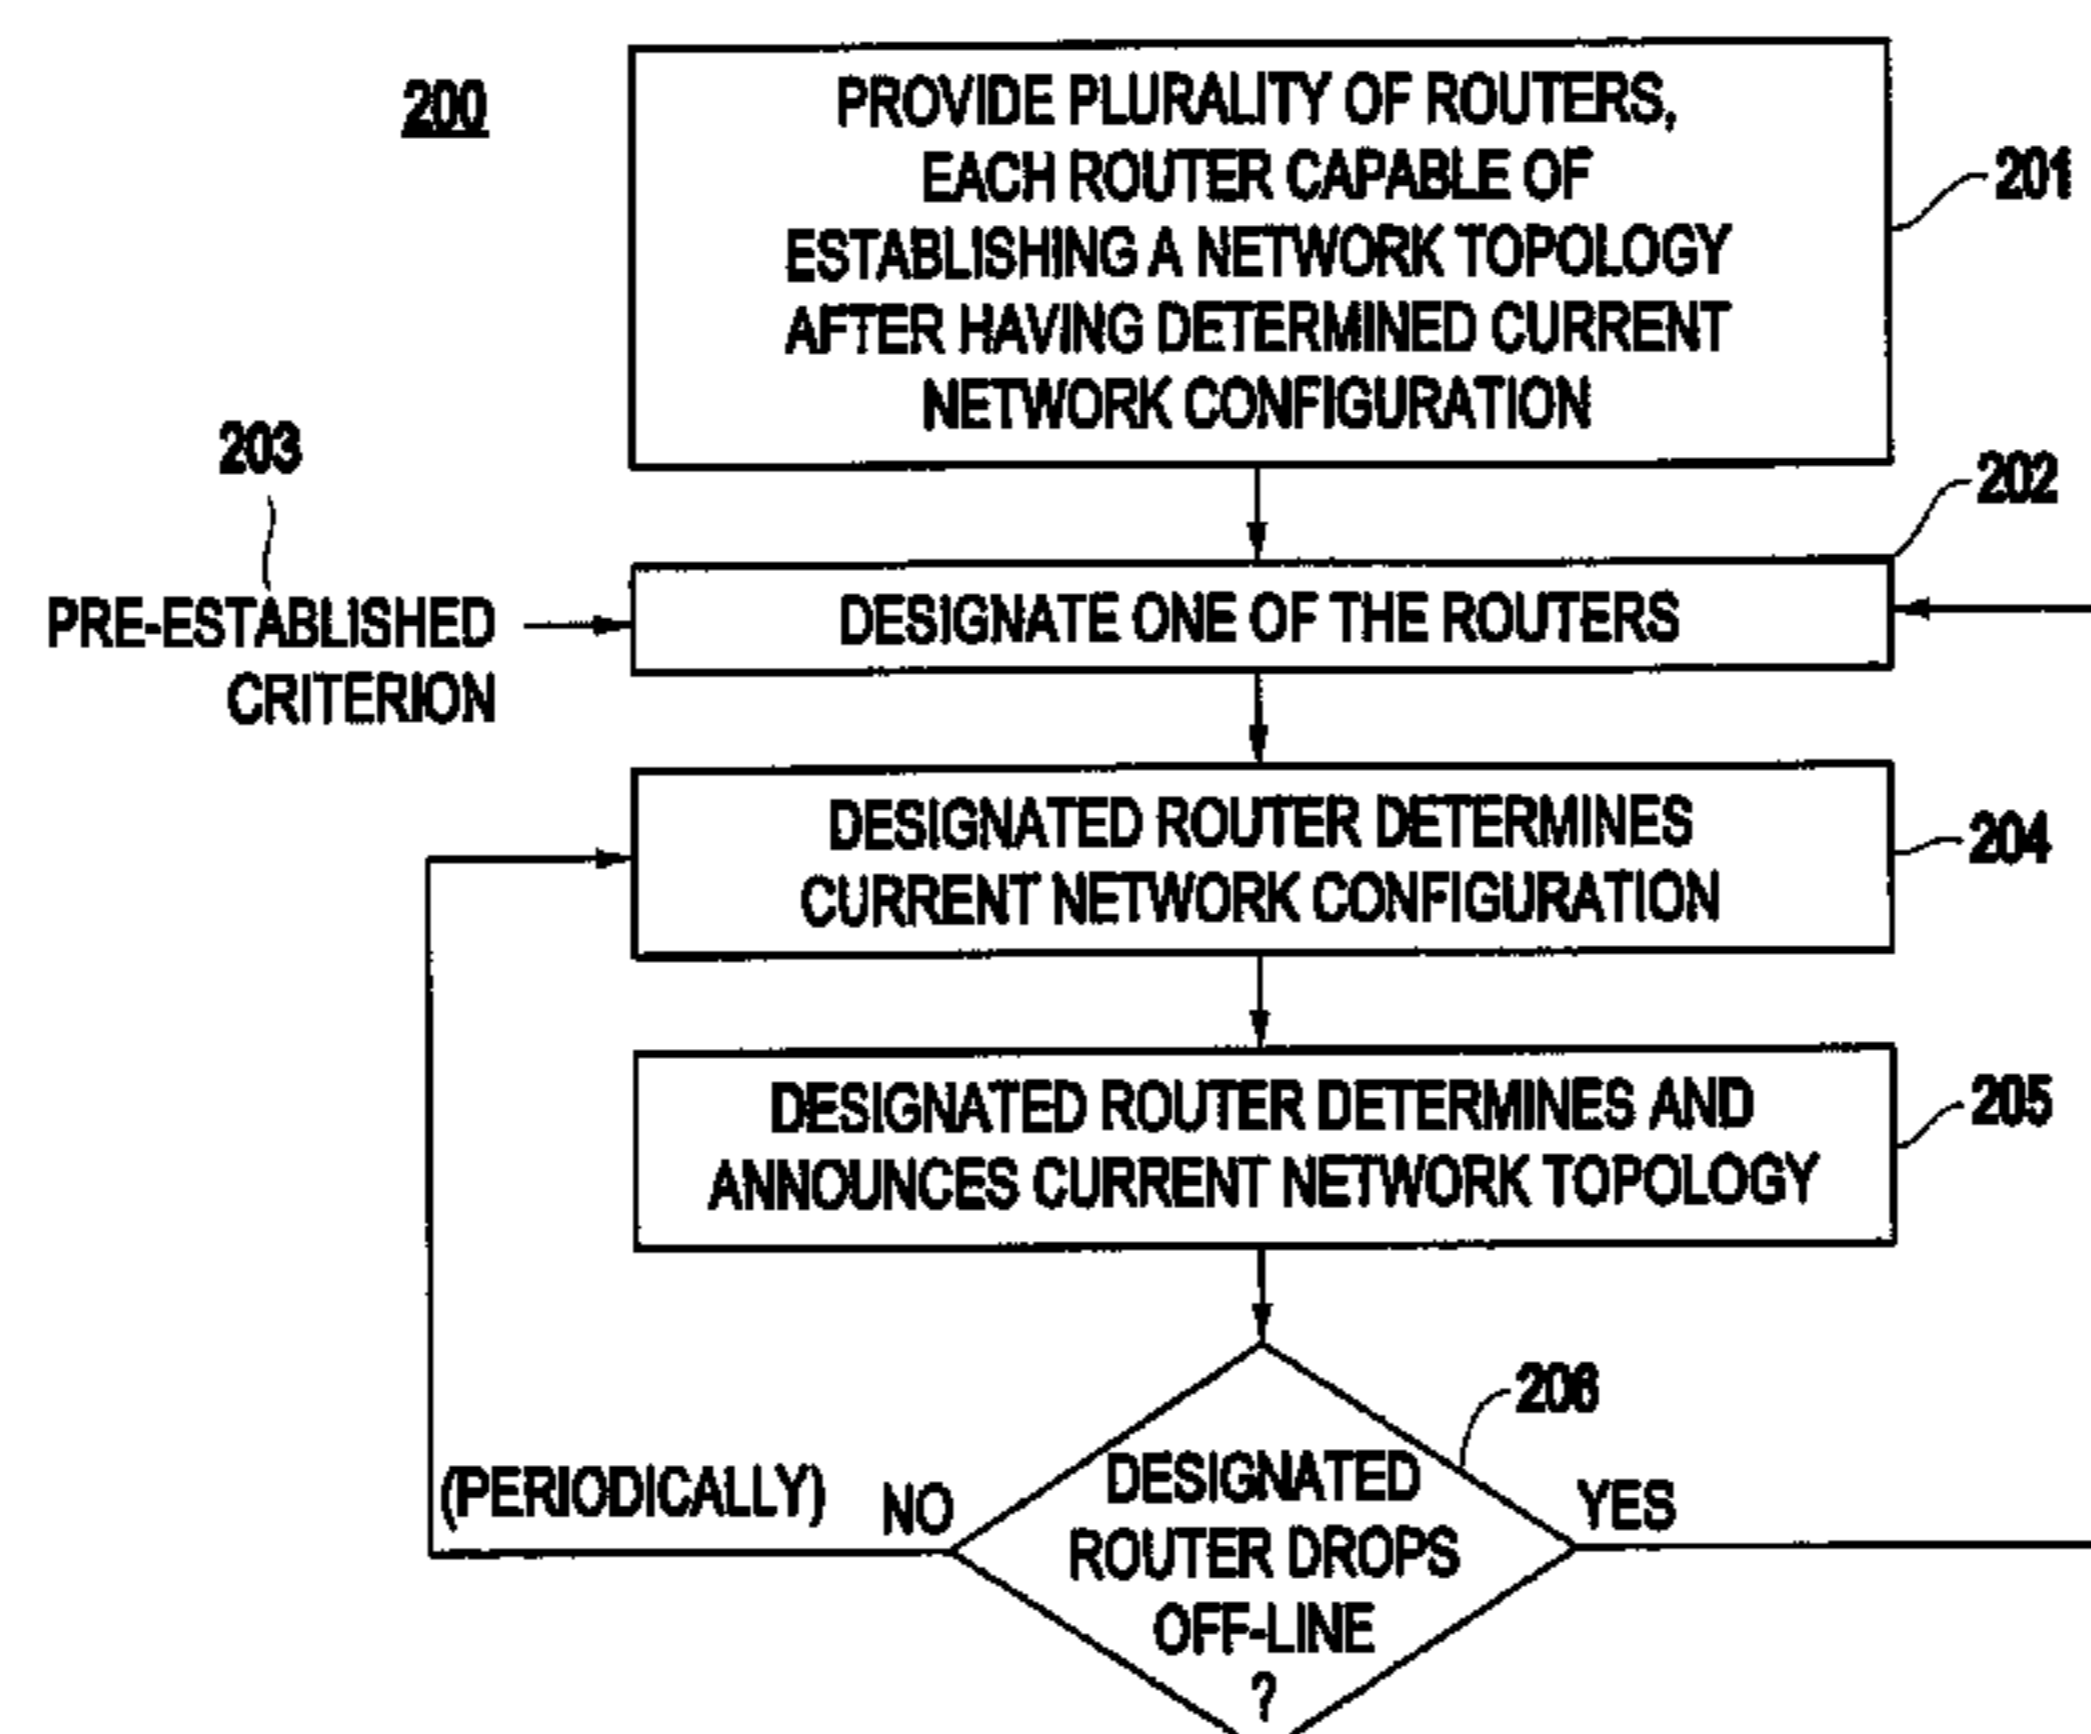 200
PROVIDE PLURALITY OF ROUTERS,
EACH ROUTER CAPABLE OF
ESTABLISHING A NETWORK TOPOLOGY
AFTER HAVING DETERMINED CURRENT
NETWORK CONFIGURATION
201
202
203
PRE-ESTABLISHED
CRITERION
DESIGNATE ONE OF THE ROUTERS
DESIGNATED ROUTER DETERMINES
CURRENT NETWORK CONFIGURATION
204
DESIGNATED ROUTER DETERMINES AND
ANNOUNCES CURRENT NETWORK TOPOLOGY
205
206
(PERIODICALLY)
NO
DESIGNATED
ROUTER DROPS
OFF-LINE
?
YES